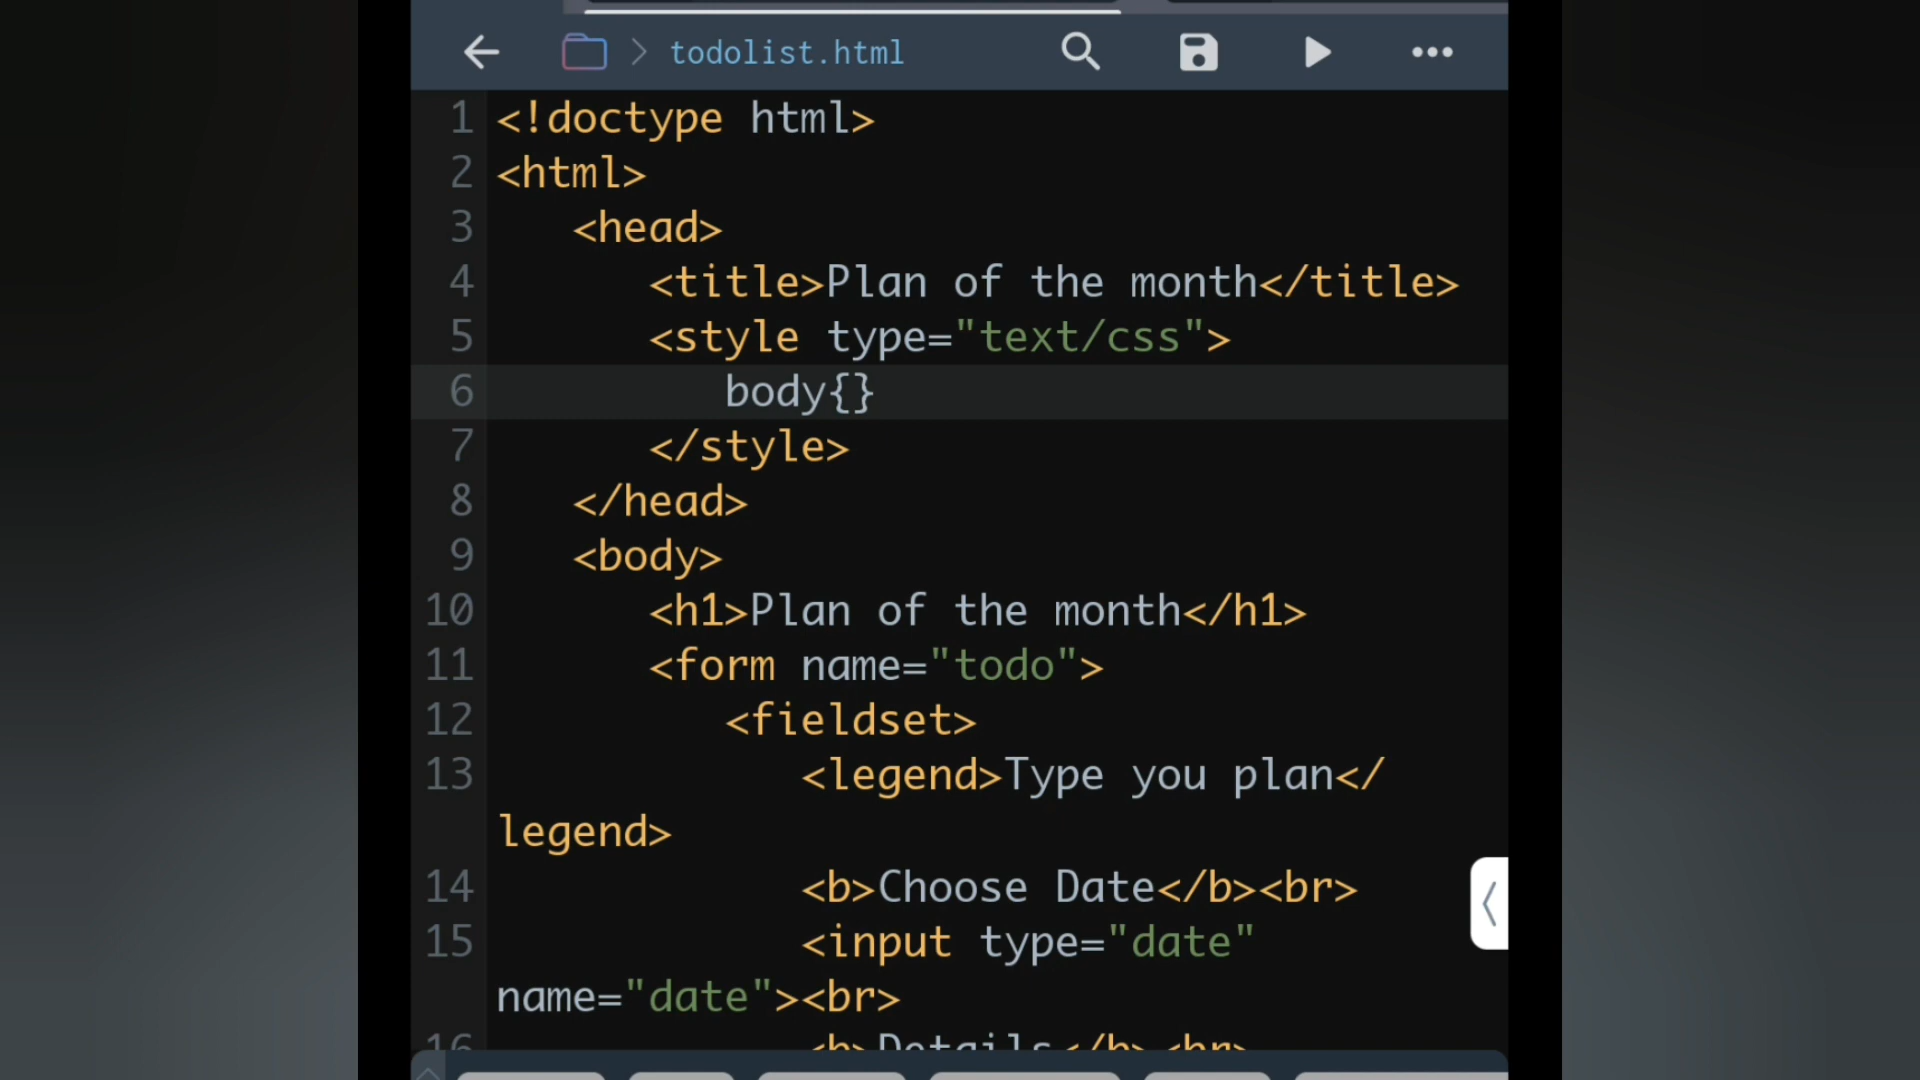 todolist.html
1 <!doctype html>
2 <html>
3 <head>
4 <title>Plan of the month</title>
5 <style type="text/css">
6 body{}
7 </style>
8 </head>
9 <body>
10 <h1>Plan of the month</h1>
11 <form name="todo">
12 <fieldset>
13 <legend>Type you plan</
legend>
14 <b>Choose Date</b><br>
15 <input type="date"
name="date"><br>
16 <b>Details</b><br>